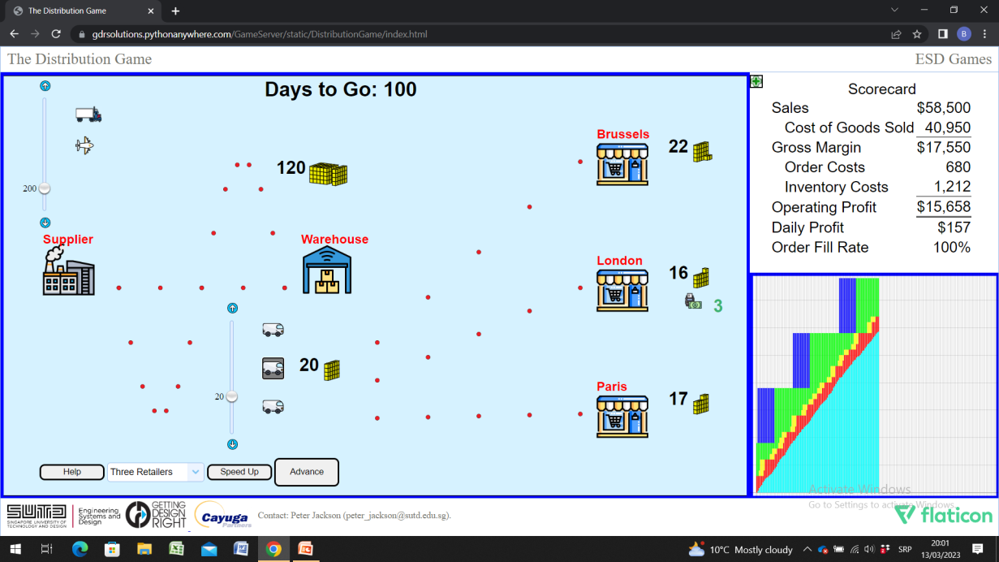 The Distribution Game
gdrsolutions.pythonanywhere.com/GameServer/static/DistributionGame/index.html
B
The Distribution Game
ESD Games
Days to Go: 100
200
120
Supplier
Warehouse
20
20
Brussels
22
London
16
3
Paris
17
Help
Three Retailers
Speed Up
Advance
Scorecard
Sales $58,500
Cost of Goods Sold 40,950
Gross Margin $17,550
Order Costs 680
Inventory Costs 1,212
Operating Profit $15,658
Daily Profit $157
Order Fill Rate 100%
Activate Windows
Go to Settings to activate Windows.
SUTD
SINGAPORE UNIVERSITY OF
TECHNOLOGY AND DESIGN
Engineering
Systems and
Design
GETTING
DESIGN
RIGHT
Cayuga
Partners
Contact: Peter Jackson (peter_jackson@sutd.edu.sg).
flaticon
10°C Mostly cloudy
SRP
20:01
13/03/2023